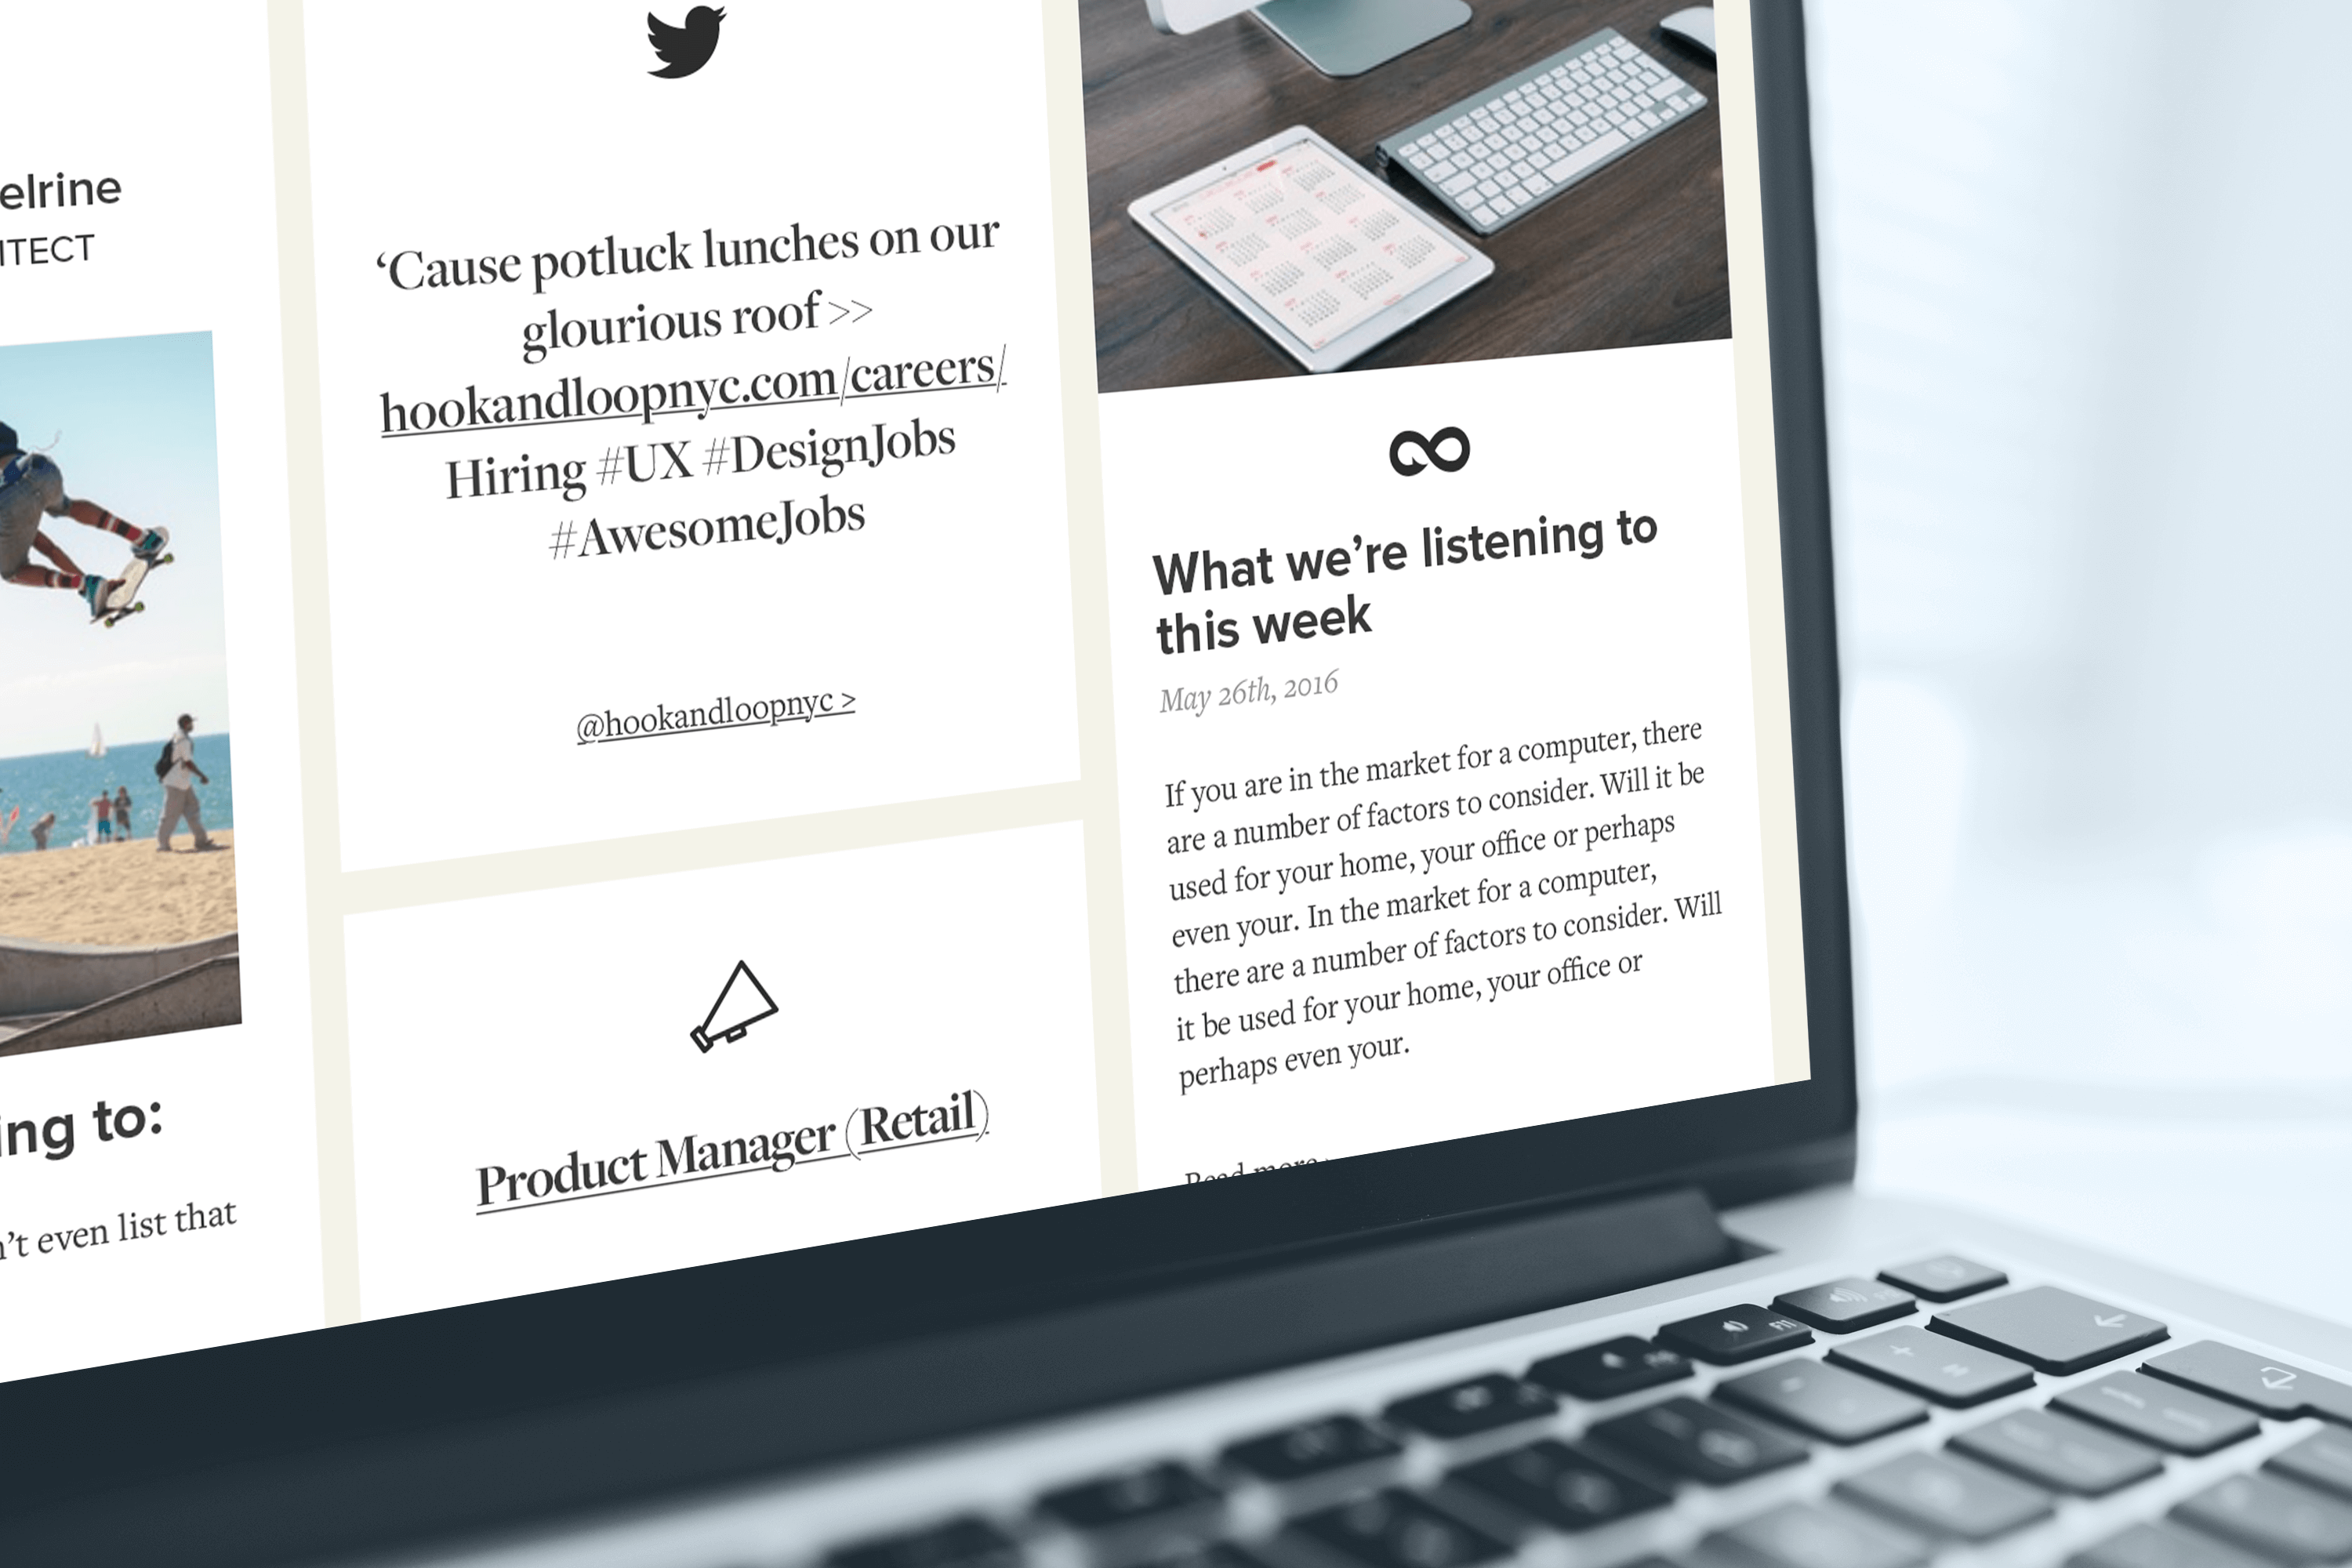 elrine
ITECT
ing to:
n't even list that
‘Cause potluck lunches on our
glourious roof >>
hookandloopnyc.com/careers/
Hiring #UX #DesignJobs
#AwesomeJobs
@hookandloopnyc >
Product Manager (Retail)
What we’re listening to
this week
May 26th, 2016
If you are in the market for a computer, there
are a number of factors to consider. Will it be
used for your home, your office or perhaps
even your. In the market for a computer,
there are a number of factors to consider. Will
it be used for your home, your office or
perhaps even your.
Read more
F11